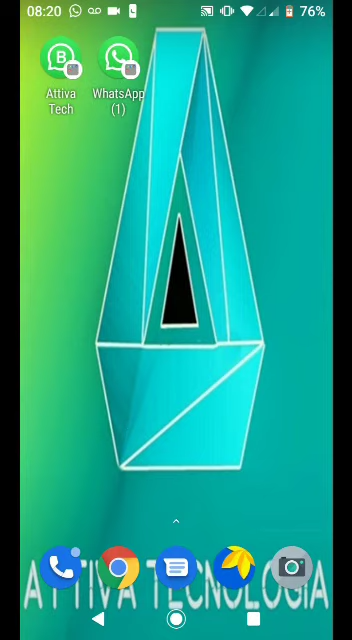 08:20 76%
B
Attiva
Tech
WhatsApp
(1)
ATTIVA TECNOLOGIA